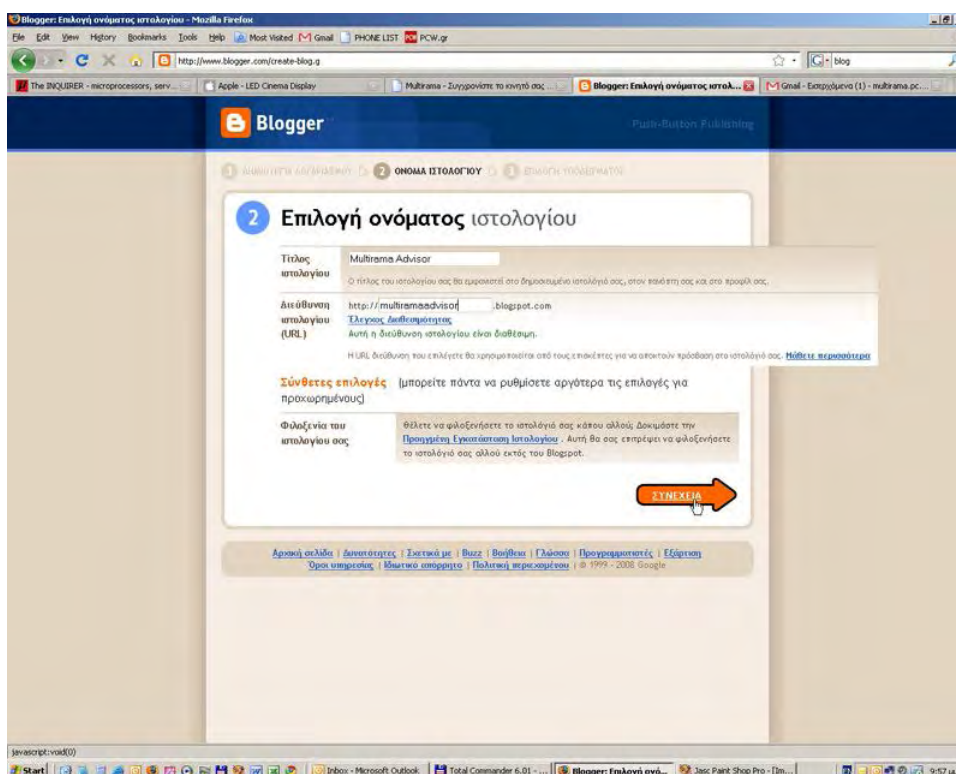 Blogger: Επιλογή ονόματος ιστολογίου - Mozilla Firefox
File Edit View History Bookmarks Tools Help Most Visited Gmail PHONE LIST PCW.gr
http://www.blogger.com/create-blog.g blog
The INQUIRER - microprocessors, serv... Apple - LED Cinema Display Multirama - Συγχρονίστε το κινητό σας ... Blogger: Επιλογή ονόματος ιστολ... Gmail - Εισερχόμενα (1) - multirama.pc...
Blogger Push-Button Publishing
1 2 ΟΝΟΜΑ ΙΣΤΟΛΟΓΙΟΥ 3 ΕΠΙΛΟΓΗ ΥΠΟΔΕΙΓΜΑΤΟΣ
2 Επιλογή ονόματος ιστολογίου
Τίτλος ιστολογίου
Multirama Advisor
Ο τίτλος του ιστολογίου σας θα εμφανιστεί στο δημοσιευμένο ιστολόγιό σας, στον πίνακα σας και στο προφίλ σας.
Διεύθυνση ιστολογίου (URL)
http://multiramaadvisor.blogspot.com
Έλεγχος Διαθεσιμότητας
Αυτή η διεύθυνση ιστολογίου είναι διαθέσιμη.
Η URL διεύθυνση που επιλέγετε θα χρησιμοποιείται από τους επισκέπτες για να αποκτούν πρόσβαση στο ιστολόγιό σας. Μάθετε περισσότερα
Σύνθετες επιλογές (μπορείτε πάντα να ρυθμίσετε αργότερα τις επιλογές για
προχωρημένους)
Φιλοξενία του ιστολογίου σας
Θέλετε να φιλοξενήσετε το ιστολόγιό σας κάπου αλλού; Δοκιμάστε την
Προηγμένη Εγκατάσταση Ιστολογίου . Αυτή θα σας επιτρέψει να φιλοξενήσετε
το ιστολόγιό σας αλλού εκτός του Blogspot.
ΣΥΝΕΧΕΙΑ
Αρχική σελίδα | Δυνατότητες | Σχετικά με | Buzz | Βοήθεια | Γλώσσα | Προγραμματιστές | Εξάρτιση
Όροι υπηρεσίας | Ιδιωτικό απόρρητο | Πολιτική περιεχομένου | © 1999 - 2008 Google
javascript:void(0)
Start Inbox - Microsoft Outlook Total Commander 6.01 - ... Blogger: Επιλογή ονό... Jasc Paint Shop Pro - [Im... 9:57 μμ